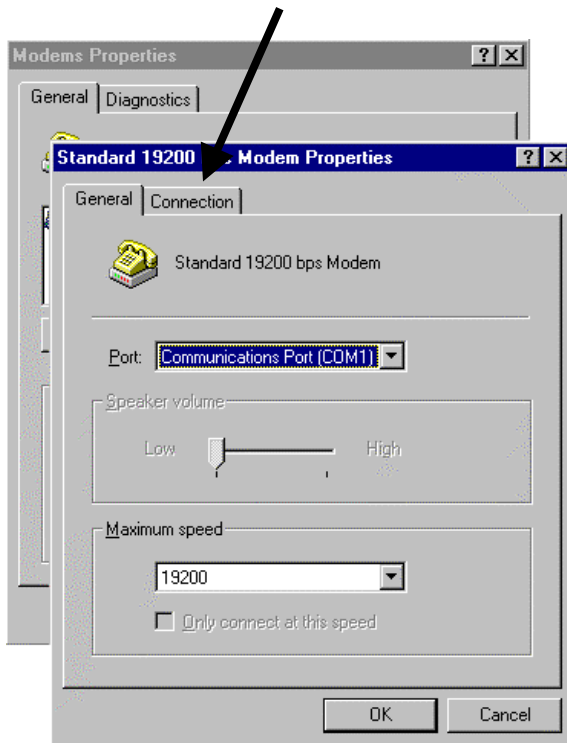 Modems Properties
General Diagnostics
Standard 19200 Modem Properties
General Connection
Standard 19200 bps Modem
Port: Communications Port (COM1)
Speaker volume
Low High
Maximum speed
19200
Only connect at this speed
OK Cancel